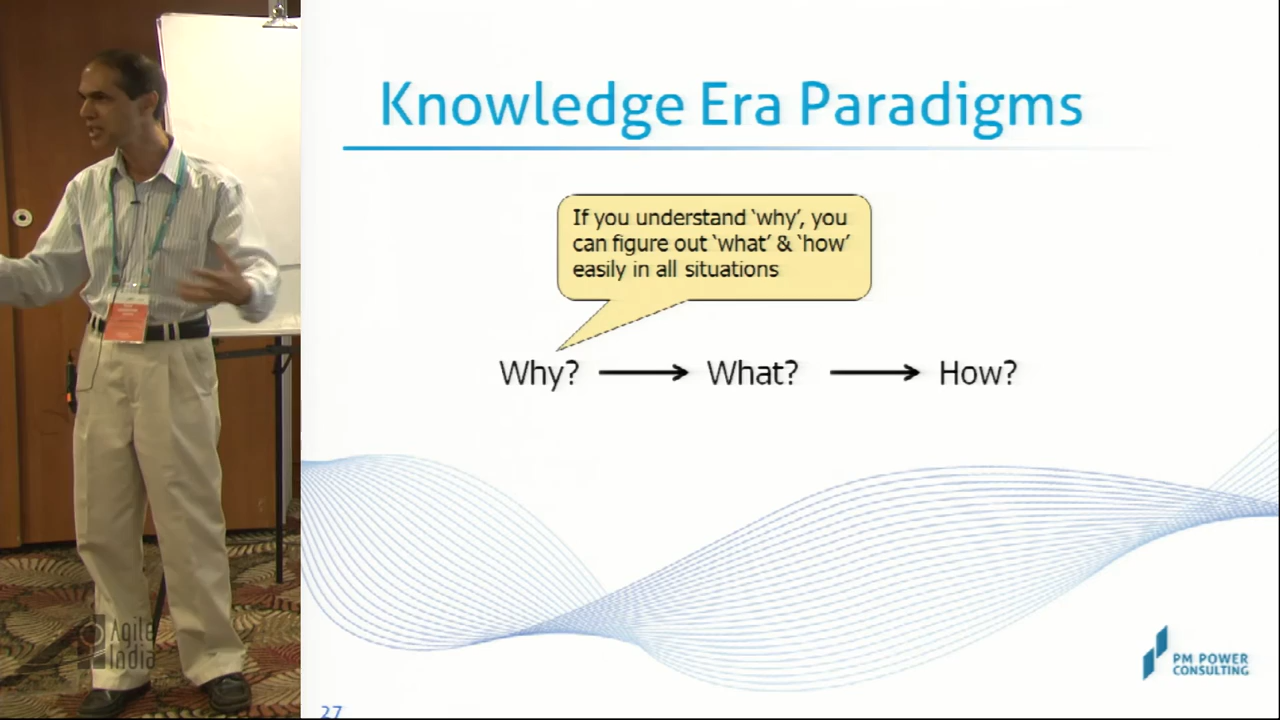 Knowledge Era Paradigms
If you understand 'why', you
can figure out 'what' & 'how'
easily in all situations
Why? What? How?
Agile
India
PM POWER
CONSULTING
27